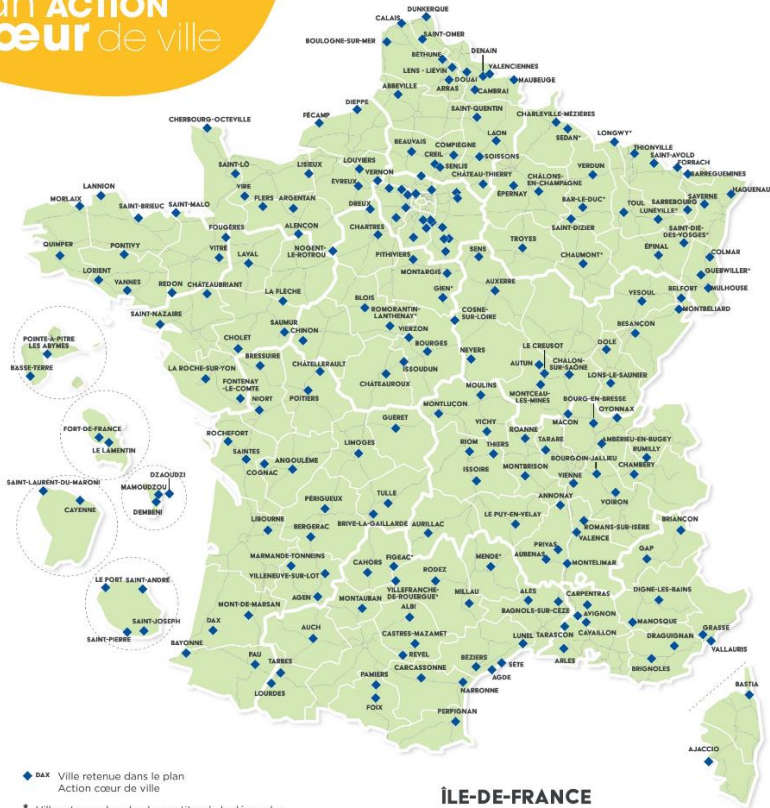 an ACTION
cœur de ville
DUNKERQUE
CALAIS
SAINT-OMER
BOULOGNE-SUR-MER
BÉTHUNE
DENAIN
LENS - LIÉVIN
VALENCIENNES
DOUAI
MAUBEUGE
ABBEVILLE
ARRAS
CAMBRAI
DIEPPE
SAINT-QUENTIN
CHARLEVILLE-MÉZIÈRES
CHERBOURG-OCTEVILLE
FÉCAMP
SEDAN*
LONGWY*
BEAUVAIS
COMPIÈGNE
LAON
THIONVILLE
SAINT-AVOLD
FORBACH
SARREGUEMINES
SAINT-LÔ
LISIEUX
LOUVIERS
CREIL
SENLIS
SOISSONS
VERDUN
VERNON
CHÂTEAU-THIERRY
CHÂLONS-
EN-CHAMPAGNE
HAGUENAU
LANNION
VIRE
FLERS
ARGENTAN
ÉVREUX
ÉPERNAY
BAR-LE-DUC*
TOUL
SARREBOURG
SAVERNE
MORLAIX
SAINT-BRIEUC
SAINT-MALO
DREUX
LUNÉVILLE*
SAINT-DIZIER
SAINT-DIÉ-
DES-VOSGES*
FOUGÈRES
ALENÇON
CHARTRES
QUIMPER
PONTIVY
VITRÉ
NOGENT-
LE-ROTROU
TROYES
ÉPINAL
COLMAR
LAVAL
PITHIVIERS
SENS
CHAUMONT*
LORIENT
MONTARGIS
GUEBWILLER*
VANNES
REDON
CHÂTEAUBRIANT
LA FLÈCHE
GIEN*
AUXERRE
BELFORT
MULHOUSE
BLOIS
VESOUL
SAINT-NAZAIRE
ROMORANTIN-
LANTHENAY*
COSNE-
SUR-LOIRE
MONTBÉLIARD
SAUMUR
CHINON
VIERZON
BESANÇON
POINTE-À-PITRE
LES ABYMES
CHOLET
BOURGES
LE CREUSOT
DOLE
BRESSUIRE
NEVERS
AUTUN
CHALON-
SUR-SAÔNE
BASSE-TERRE
LA ROCHE-SUR-YON
CHÂTELLERAULT
ISSOUDUN
LONS-LE-SAUNIER
FONTENAY
-LE-COMTE
CHÂTEAUROUX
MOULINS
MONTCEAU-
LES-MINES
BOURG-EN-BRESSE
NIORT
POITIERS
MONTLUÇON
OYONNAX
GUÉRET
VICHY
MÂCON
FORT-DE-FRANCE
ROCHEFORT
ROANNE
TARARE
AMBÉRIEU-EN-BUGEY
LE LAMENTIN
SAINTES
LIMOGES
RIOM
THIERS
BOURGOIN-JALLIEU
RUMILLY
COGNAC
ANGOULÊME
ISSOIRE
MONTBRISON
VIENNE
CHAMBÉRY
SAINT-LAURENT-DU-MARONI
DZAOUDZI
MAMOUDZOU
ANNONAY
VOIRON
CAYENNE
DEMBENI
PÉRIGUEUX
TULLE
LE PUY-EN-VELAY
ROMANS-SUR-ISÈRE
LIBOURNE
BRIVE-LA-GAILLARDE
AURILLAC
BRIANÇON
BERGERAC
VALENCE
PRIVAS
GAP
MARMANDE-TONNEINS
FIGEAC*
MENDE*
AUBENAS
MONTELIMAR
VILLENEUVE-SUR-LOT
CAHORS
RODEZ
LE PORT
SAINT-ANDRÉ
AGEN
VILLEFRANCHE-
DE-ROUERGUE*
MILLAU
ALÈS
CARPENTRAS
DIGNE-LES-BAINS
MONT-DE-MARSAN
MONTAUBAN
ALBI
BAGNOLS-SUR-CÈZE
AVIGNON
MANOSQUE
GRASSE
SAINT-JOSEPH
DAX
AUCH
CASTRES-MAZAMET
LUNEL
TARASCON
CAVAILLON
DRAGUIGNAN
SAINT-PIERRE
BAYONNE
REVEL
VALLAURIS
PAU
TARBES
CARCASSONNE
BÉZIERS
SÈTE
ARLES
BRIGNOLES
PAMIERS
AGDE
LOURDES
FOIX
NARBONNE
BASTIA
PERPIGNAN
AJACCIO
DAX Ville retenue dans le plan
Action cœur de ville
ÎLE-DE-FRANCE